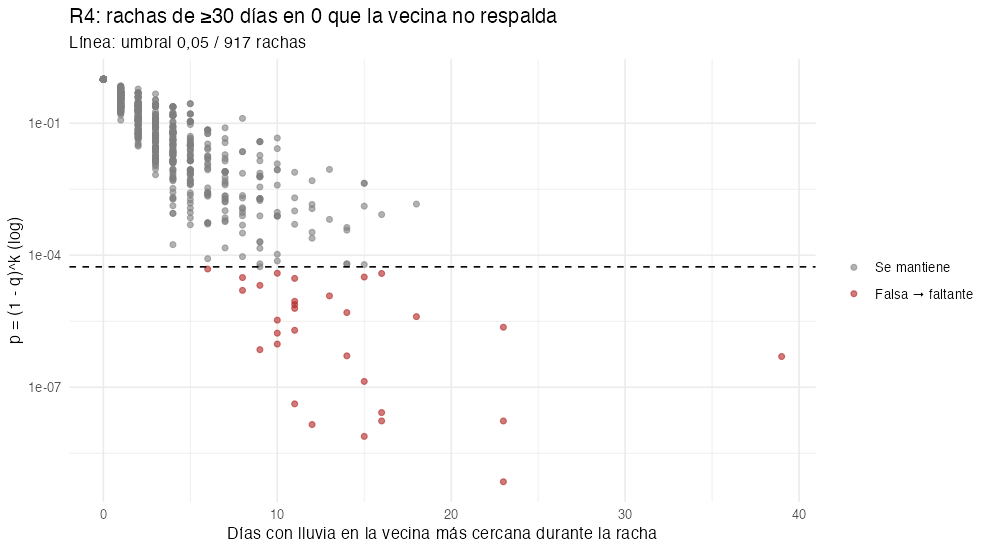 R4: rachas de ≥30 días en 0 que la vecina no respalda
Línea: umbral 0,05 / 917 rachas
p = (1 - q)^k (log)
1e-01
1e-04
1e-07
0
10
20
30
40
Días con lluvia en la vecina más cercana durante la racha
Se mantiene
Falsa → faltante